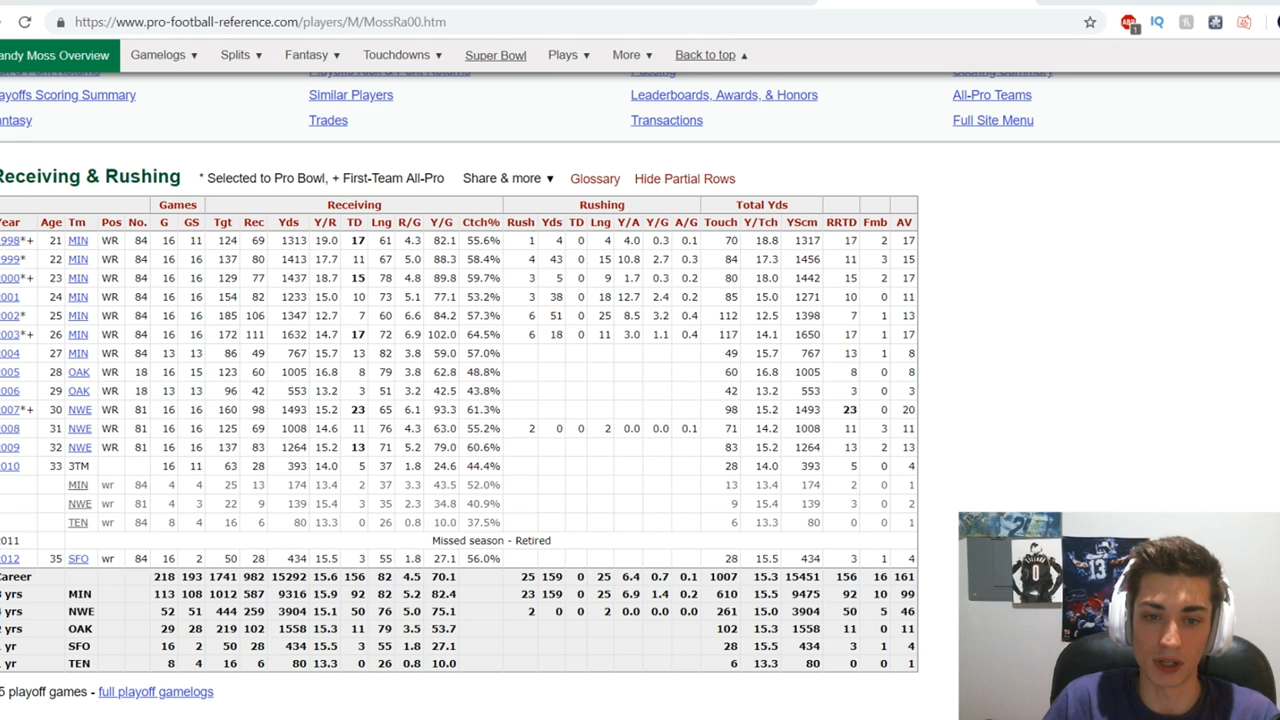 https://www.pro-football-reference.com/players/M/MossRa00.htm
andy Moss Overview Gamelogs ▼ Splits ▼ Fantasy ▼ Touchdowns ▼ Super Bowl Plays ▼ More ▼ Back to top ▲
ayoffs Scoring Summary Similar Players Leaderboards, Awards, & Honors All-Pro Teams
antasy Trades Transactions Full Site Menu
Receiving & Rushing * Selected to Pro Bowl, + First-Team All-Pro Share & more ▼ Glossary Hide Partial Rows
Games Receiving Rushing Total Yds
Year Age Tm Pos No. G GS Tgt Rec Yds Y/R TD Lng R/G Y/G Ctch% Rush Yds TD Lng Y/A Y/G A/G Touch Y/Tch YScm RRTD Fmb AV
998*+ 21 MIN WR 84 16 11 124 69 1313 19.0 17 61 4.3 82.1 55.6% 1 4 0 4 4.0 0.3 0.1 70 18.8 1317 17 2 17
999* 22 MIN WR 84 16 16 137 80 1413 17.7 11 67 5.0 88.3 58.4% 4 43 0 15 10.8 2.7 0.3 84 17.3 1456 11 3 15
000*+ 23 MIN WR 84 16 16 129 77 1437 18.7 15 78 4.8 89.8 59.7% 3 5 0 9 1.7 0.3 0.2 80 18.0 1442 15 2 17
001 24 MIN WR 84 16 16 154 82 1233 15.0 10 73 5.1 77.1 53.2% 3 38 0 18 12.7 2.4 0.2 85 15.0 1271 10 0 11
002* 25 MIN WR 84 16 16 185 106 1347 12.7 7 60 6.6 84.2 57.3% 6 51 0 25 8.5 3.2 0.4 112 12.5 1398 7 1 13
003*+ 26 MIN WR 84 16 16 172 111 1632 14.7 17 72 6.9 102.0 64.5% 6 18 0 11 3.0 1.1 0.4 117 14.1 1650 17 1 17
004 27 MIN WR 84 13 13 86 49 767 15.7 13 82 3.8 59.0 57.0% 49 15.7 767 13 1 8
005 28 OAK WR 18 16 15 123 60 1005 16.8 8 79 3.8 62.8 48.8% 60 16.8 1005 8 0 8
006 29 OAK WR 18 13 13 96 42 553 13.2 3 51 3.2 42.5 43.8% 42 13.2 553 3 0 3
007*+ 30 NWE WR 81 16 16 160 98 1493 15.2 23 65 6.1 93.3 61.3% 98 15.2 1493 23 0 20
008 31 NWE WR 81 16 16 125 69 1008 14.6 11 76 4.3 63.0 55.2% 2 0 0 2 0.0 0.0 0.1 71 14.2 1008 11 3 11
009 32 NWE WR 81 16 16 137 83 1264 15.2 13 71 5.2 79.0 60.6% 83 15.2 1264 13 2 13
2010 33 3TM 16 11 63 28 393 14.0 5 37 1.8 24.6 44.4% 28 14.0 393 5 0 4
MIN wr 84 4 4 25 13 174 13.4 2 37 3.3 43.5 52.0% 13 13.4 174 2 0 1
NWE wr 81 4 3 22 9 139 15.4 3 35 2.3 34.8 40.9% 9 15.4 139 3 0 2
TEN wr 84 8 4 16 6 80 13.3 0 26 0.8 10.0 37.5% 6 13.3 80 0 0 1
2011 Missed season - Retired
2012 35 SFO wr 84 16 2 50 28 434 15.5 3 55 1.8 27.1 56.0% 28 15.5 434 3 1 4
Career 218 193 1741 982 15292 15.6 156 82 4.5 70.1 25 159 0 25 6.4 0.7 0.1 1007 15.3 15451 156 16 161
yrs MIN 113 108 1012 587 9310 15.9 92 82 5.2 82.4 23 159 0 25 6.9 1.4 0.2 610 15.5 9475 92 10 99
yrs NWE 52 51 444 259 3904 15.1 50 76 5.0 75.1 2 0 0 2 0.0 0.0 0.0 261 15.0 3904 50 5 46
yrs OAK 29 28 219 102 1558 15.3 11 79 3.5 53.7 102 15.3 1558 11 0 11
yr SFO 16 2 50 28 434 15.5 3 55 1.8 27.1 28 15.5 434 3 1 4
yr TEN 8 4 16 6 80 13.3 0 26 0.8 10.0 6 13.3 80 0 0 1
5 playoff games - full playoff gamelogs